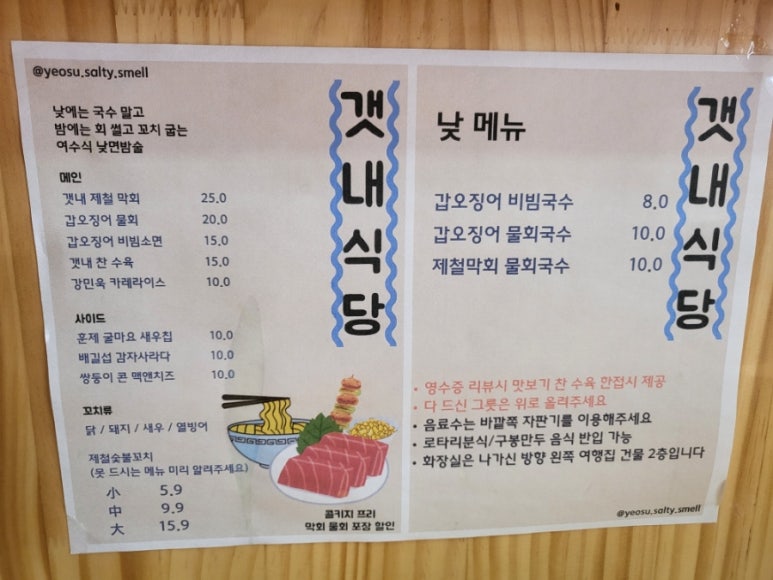 @yeosu.salty.smell
낮에는 국수 말고
밤에는 회 썰고 꼬치 굽는
여수식 낮면밤술
갯내식당
메인
갯내 제철 막회 25.0
갑오징어 물회 20.0
갑오징어 비빔소면 15.0
갯내 찬 수육 15.0
강민욱 카레라이스 10.0
사이드
훈제 굴마요 새우칩 10.0
배길섭 감자사라다 10.0
쌍둥이 콘 맥앤치즈 10.0
꼬치류
닭 / 돼지 / 새우 / 열빙어
제철숯불꼬치
(못 드시는 메뉴 미리 알려주세요)
小 5.9
中 9.9
大 15.9
콜키지 프리
막회 물회 포장 할인
낮 메뉴
갯내식당
갑오징어 비빔국수 8.0
갑오징어 물회국수 10.0
제철막회 물회국수 10.0
• 영수증 리뷰시 맛보기 찬 수육 한접시 제공
• 다 드신 그릇은 위로 올려주세요
• 음료수는 바깥쪽 자판기를 이용해주세요
• 로타리분식/구봉만두 음식 반입 가능
• 화장실은 나가신 방향 왼쪽 여행집 건물 2층입니다
@yeosu.salty.smell